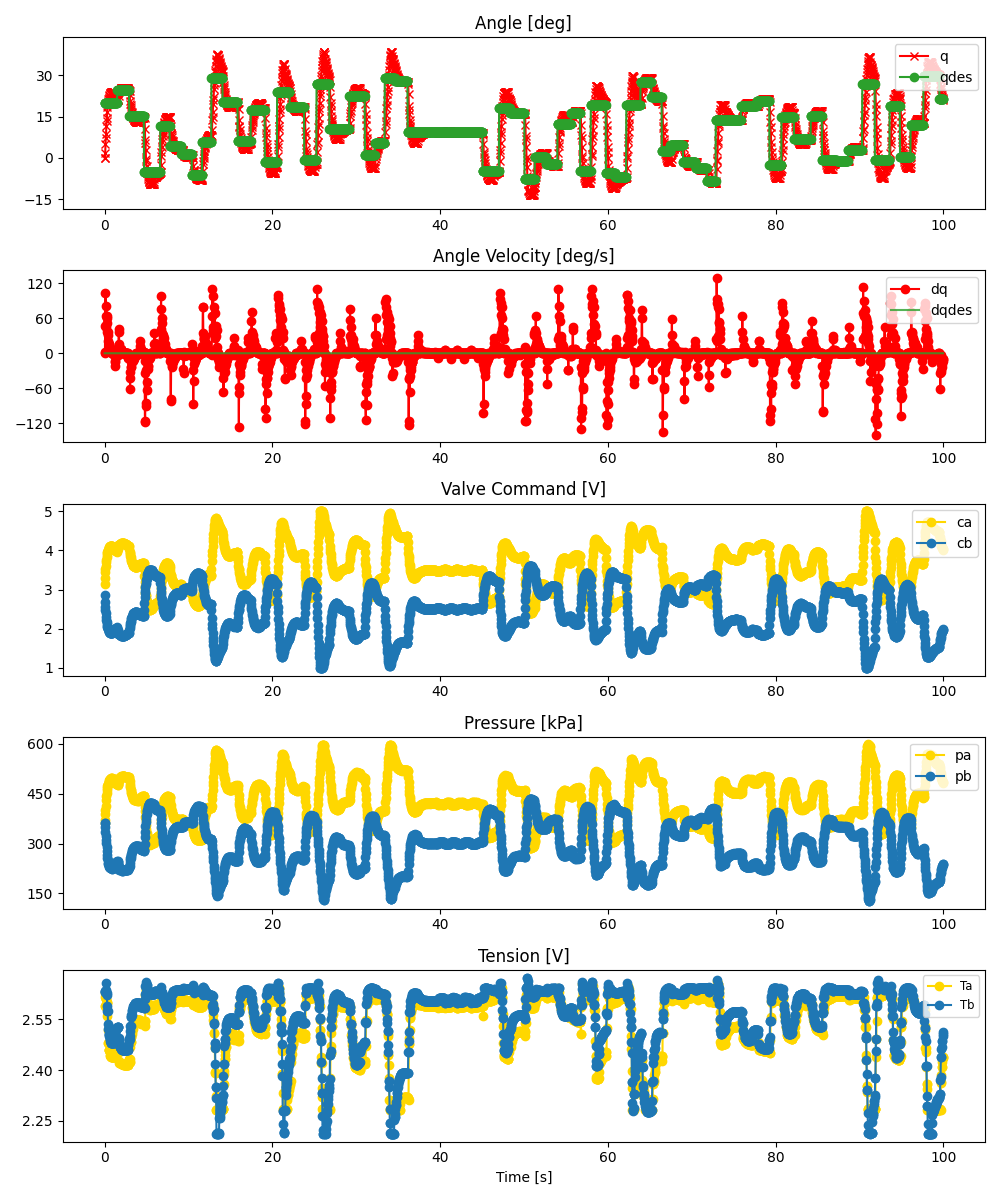 Angle [deg]
30
15
0
−15
q
qdes
0 20 40 60 80 100
Angle Velocity [deg/s]
120
60
0
−60
−120
dq
dqdes
0 20 40 60 80 100
Valve Command [V]
5
4
3
2
1
ca
cb
0 20 40 60 80 100
Pressure [kPa]
600
450
300
150
pa
pb
0 20 40 60 80 100
Tension [V]
2.55
2.40
2.25
Ta
Tb
0 20 40 60 80 100
Time [s]